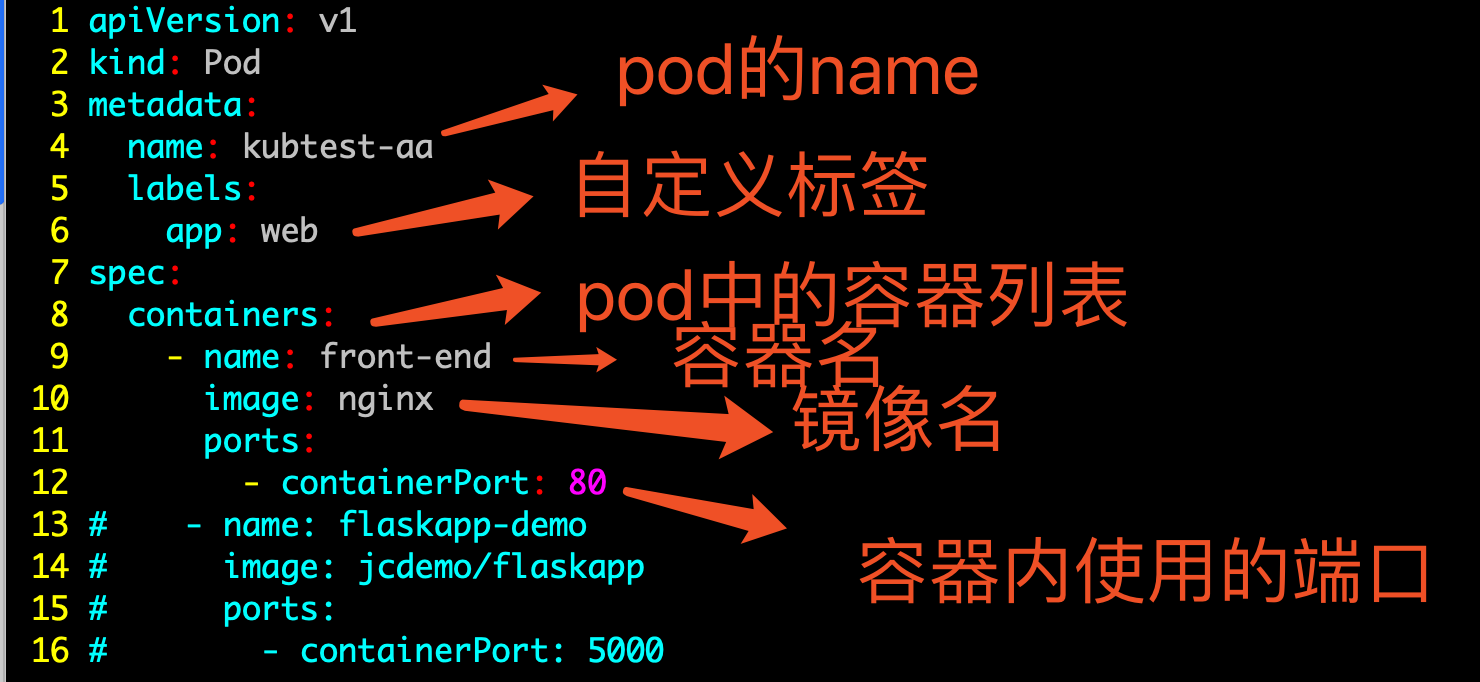 1 apiVersion: v1
2 kind: Pod
pod的name
3 metadata:
4   name: kubtest-aa
自定义标签
5   labels:
6     app: web
7 spec:
pod中的容器列表
8   containers:
9     - name: front-end
容器名
10       image: nginx
镜像名
11       ports:
12         - containerPort: 80
13 #    - name: flaskapp-demo
14 #      image: jcdemo/flaskapp
容器内使用的端口
15 #      ports:
16 #        - containerPort: 5000